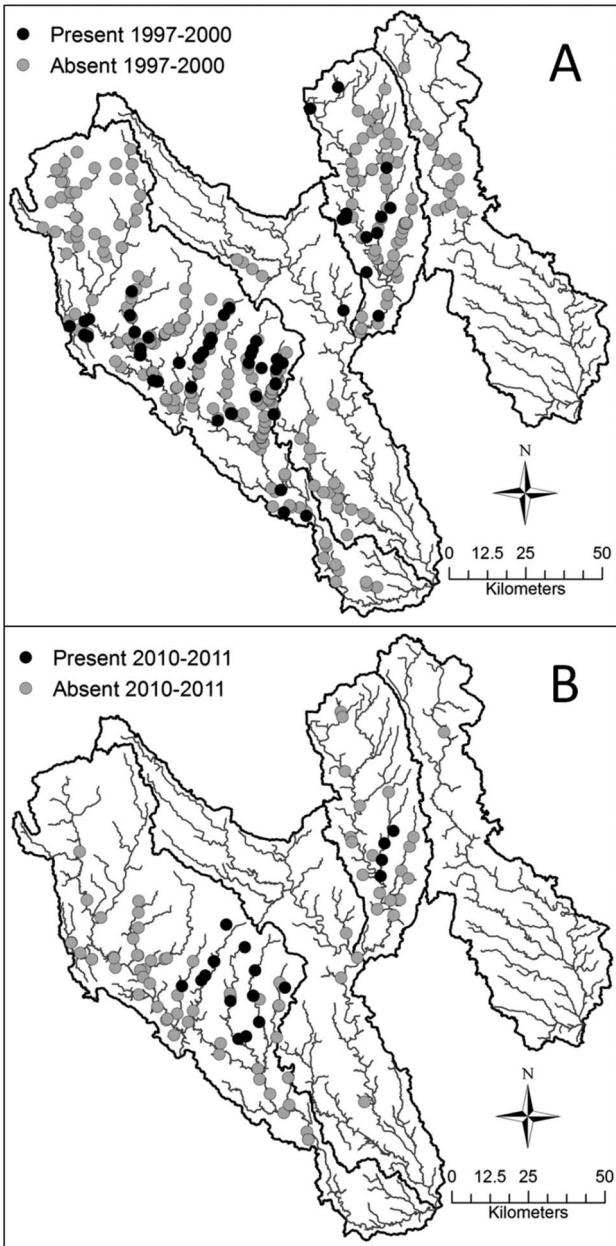 Present 1997-2000
Absent 1997-2000
A
N
0 12.5 25 50
Kilometers
Present 2010-2011
Absent 2010-2011
B
N
0 12.5 25 50
Kilometers